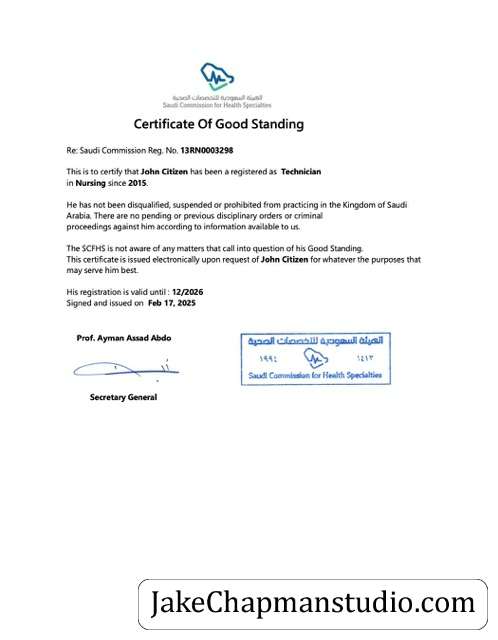 الهيئة السعودية للتخصصات الصحية
Saudi Commission for Health Specialties
Certificate Of Good Standing
Re: Saudi Commission Reg. No. 13RN0003298
This is to certify that John Citizen has been a registered as Technician
in Nursing since 2015.
He has not been disqualified, suspended or prohibited from practicing in the Kingdom of Saudi
Arabia. There are no pending or previous disciplinary orders or criminal
proceedings against him according to information available to us.
The SCFHS is not aware of any matters that call into question of his Good Standing.
This certificate is issued electronically upon request of John Citizen for whatever the purposes that
may serve him best.
His registration is valid until : 12/2026
Signed and issued on Feb 17, 2025
Prof. Ayman Assad Abdo
الهيئة السعودية للتخصصات الصحية
١٩٩٤ ١٤١٣
Saudi Commission for Health Specialties
Secretary General
JakeChapmanstudio.com